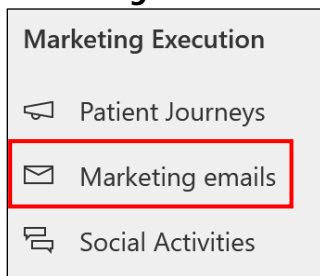 Marketing Execution
Patient Journeys
Marketing emails
Social Activities